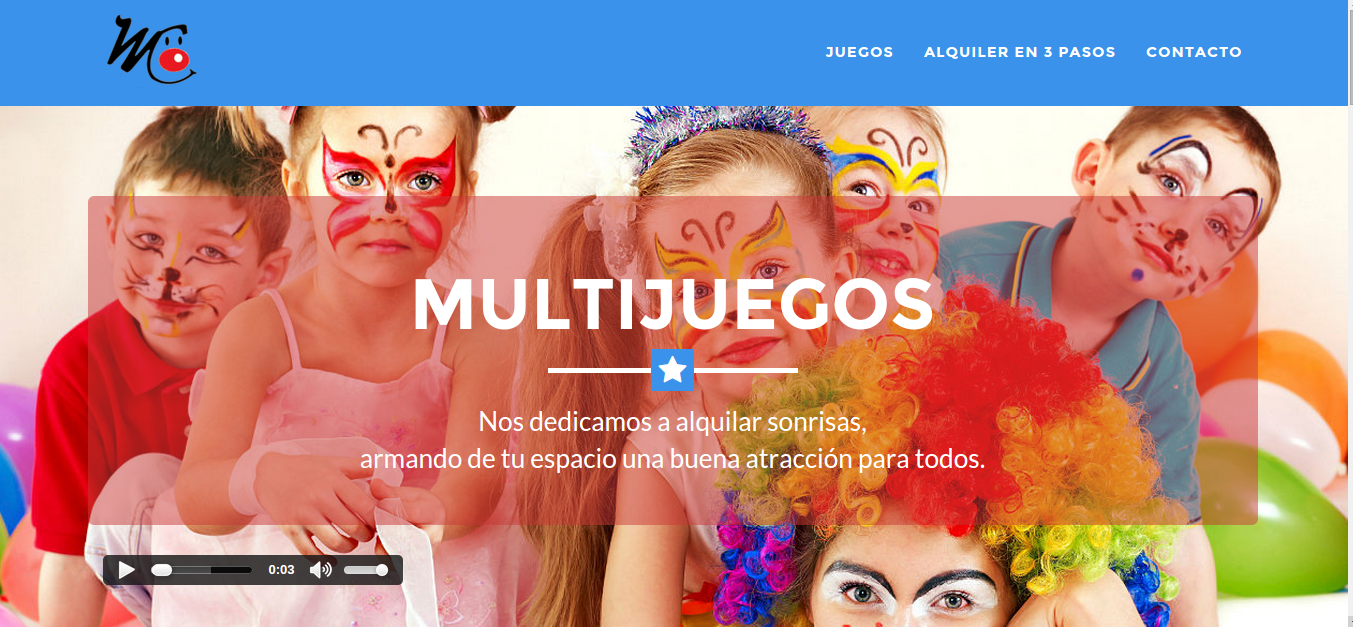 JUEGOS
ALQUILER EN 3 PASOS
CONTACTO
MULTIJUEGOS
Nos dedicamos a alquilar sonrisas,
armando de tu espacio una buena atracción para todos.
0:03